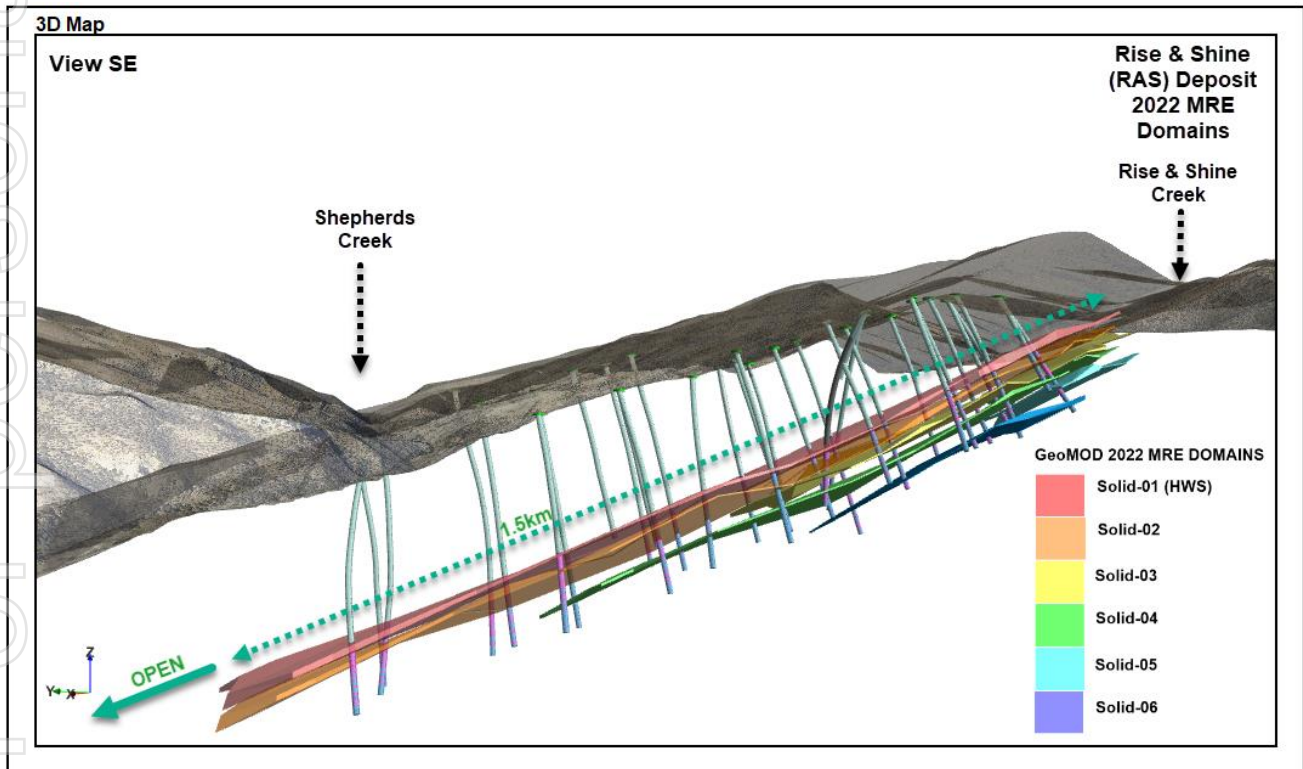 3D Map
View SE
Rise & Shine
(RAS) Deposit
2022 MRE
Domains
Rise & Shine
Creek
Shepherds
Creek
1.5km
OPEN
Z
Y
X
GeoMOD 2022 MRE DOMAINS
Solid-01 (HWS)
Solid-02
Solid-03
Solid-04
Solid-05
Solid-06